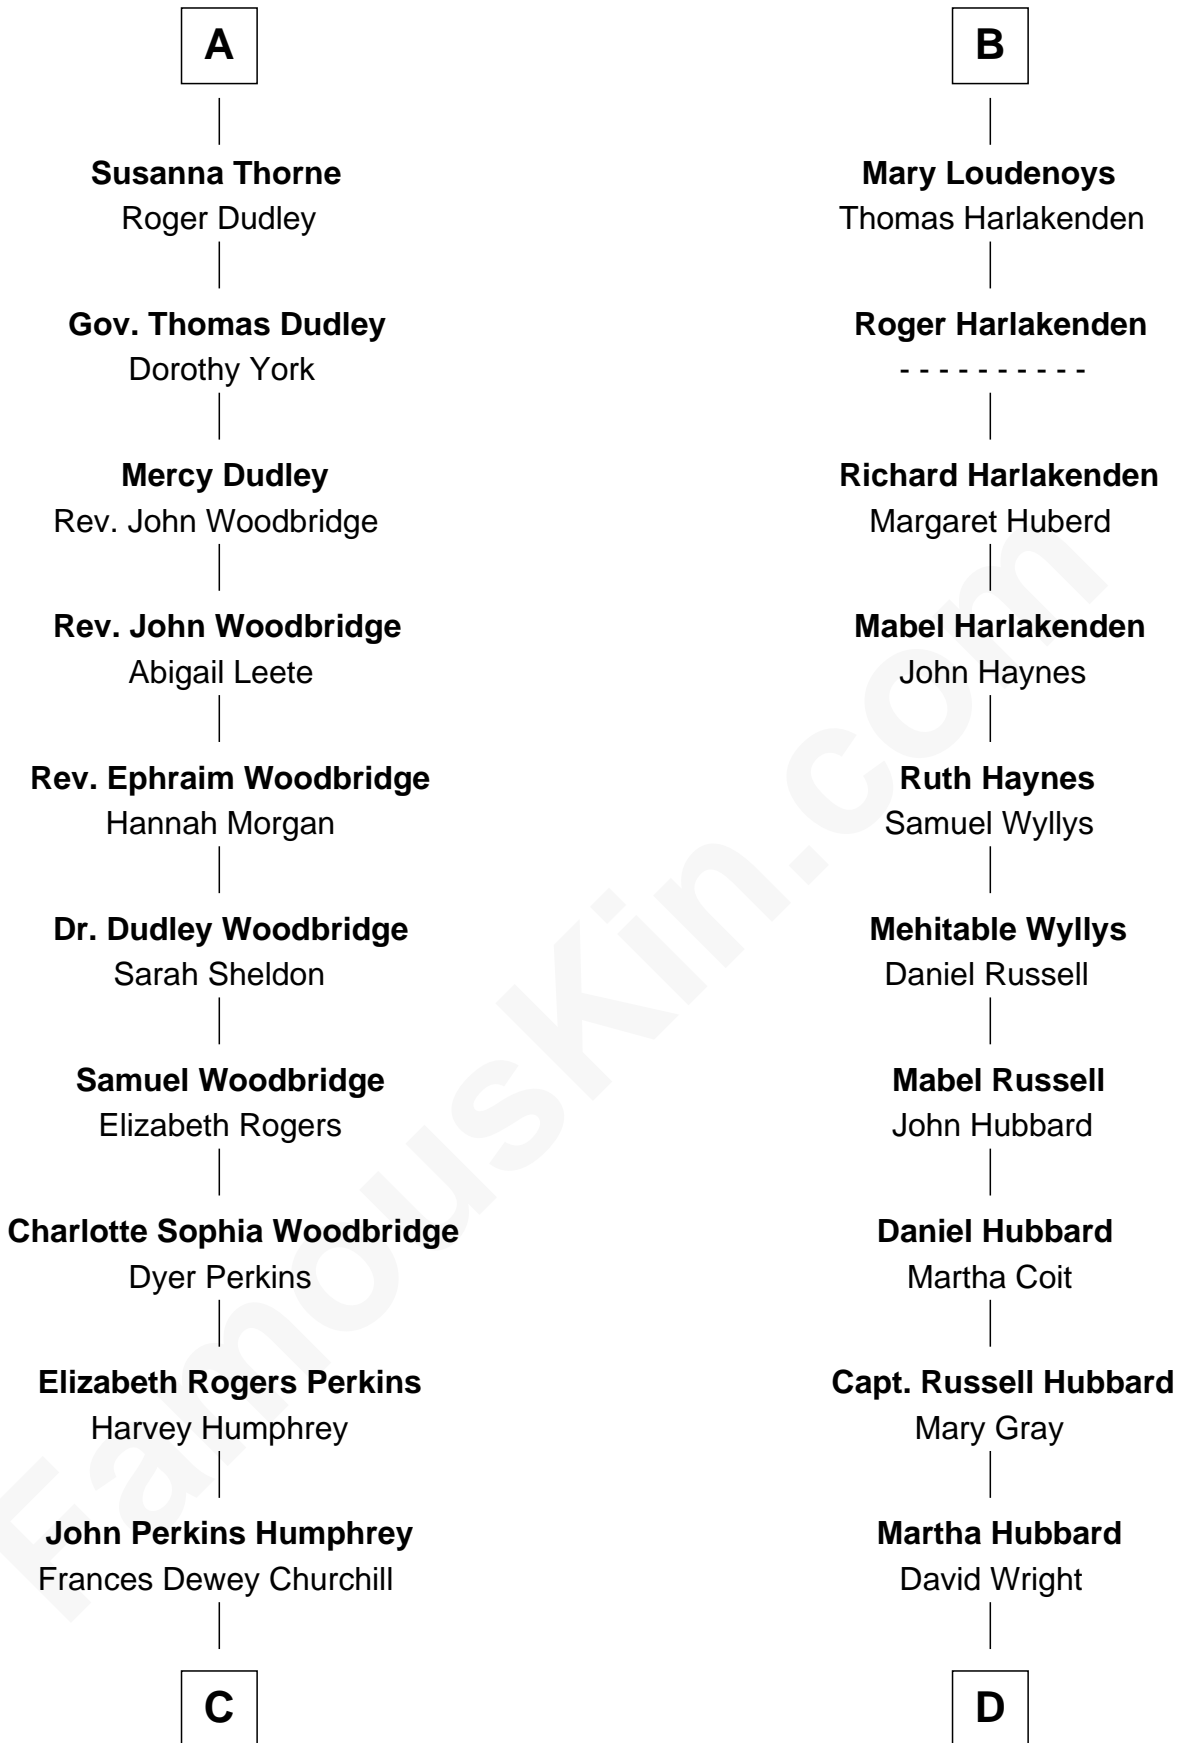 A
Susanna Thorne
Roger Dudley
Gov. Thomas Dudley
Dorothy York
Mercy Dudley
Rev. John Woodbridge
Rev. John Woodbridge
Abigail Leete
Rev. Ephraim Woodbridge
Hannah Morgan
Dr. Dudley Woodbridge
Sarah Sheldon
Samuel Woodbridge
Elizabeth Rogers
Charlotte Sophia Woodbridge
Dyer Perkins
Elizabeth Rogers Perkins
Harvey Humphrey
John Perkins Humphrey
Frances Dewey Churchill
C
B
Mary Loudenoys
Thomas Harlakenden
Roger Harlakenden
- - - - - - - - - -
Richard Harlakenden
Margaret Huberd
Mabel Harlakenden
John Haynes
Ruth Haynes
Samuel Wyllys
Mehitable Wyllys
Daniel Russell
Mabel Russell
John Hubbard
Daniel Hubbard
Martha Coit
Capt. Russell Hubbard
Mary Gray
Martha Hubbard
David Wright
D
FamousKin.com